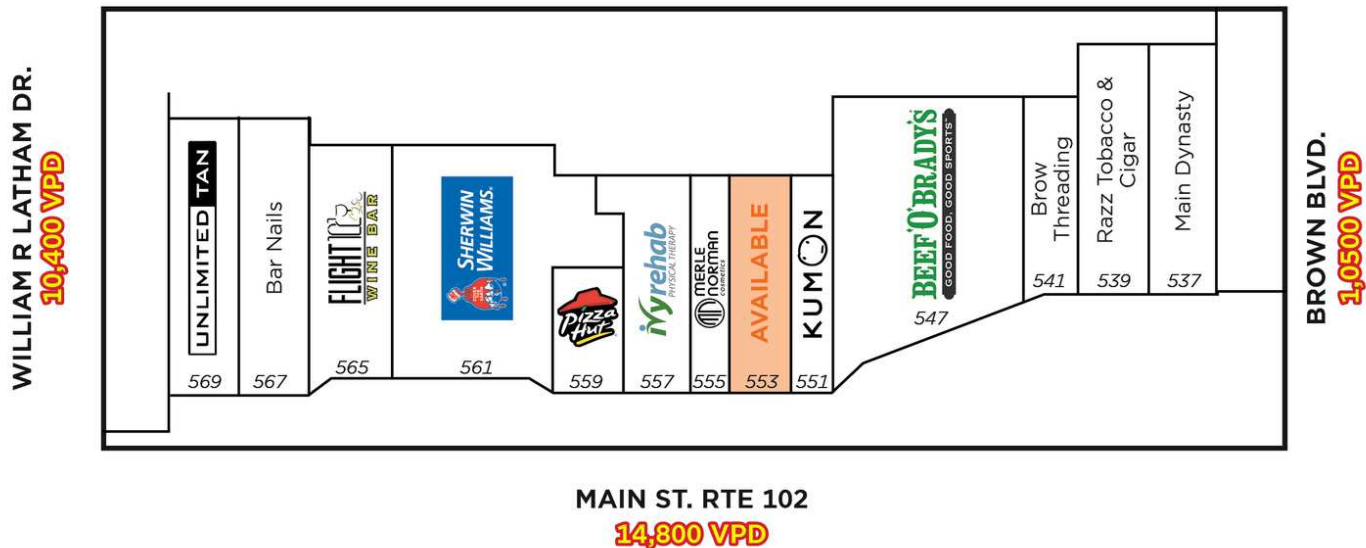 WILLIAM R LATHAM DR.
10,400 VPD
UNLIMITED TAN
569
Bar Nails
567
FLIGHT 102
WINE BAR
565
SHERWIN
WILLIAMS.
561
Pizza
Hut
559
ivyrehab
PHYSICAL THERAPY
557
MERLE
NORMAN
cosmetics
555
AVAILABLE
553
KUMON
551
BEEF 'O' BRADY'S
GOOD FOOD, GOOD SPORTS
547
Brow
Threading
541
Razz Tobacco &
Cigar
539
Main Dynasty
537
BROWN BLVD.
1,0500 VPD
MAIN ST. RTE 102
14,800 VPD